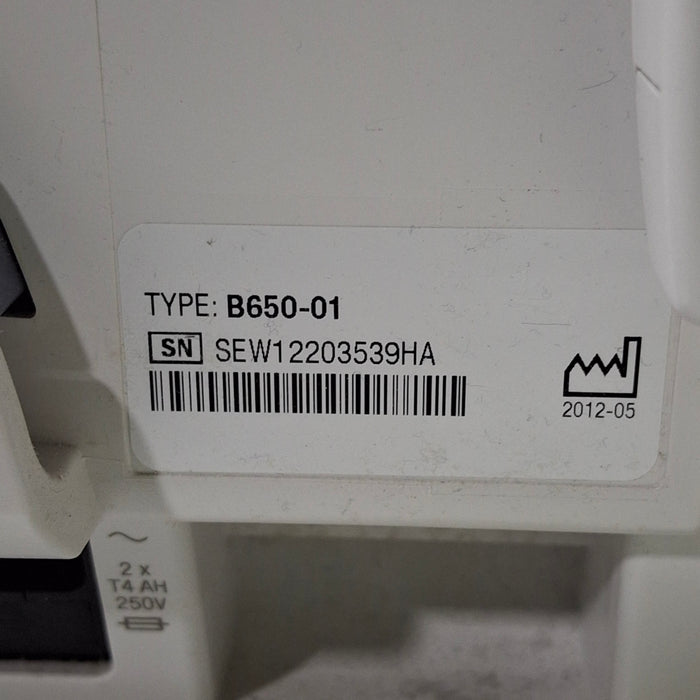 TYPE: B650-01
SN SEW12203539HA
2012-05
2 x
T4 AH
250V